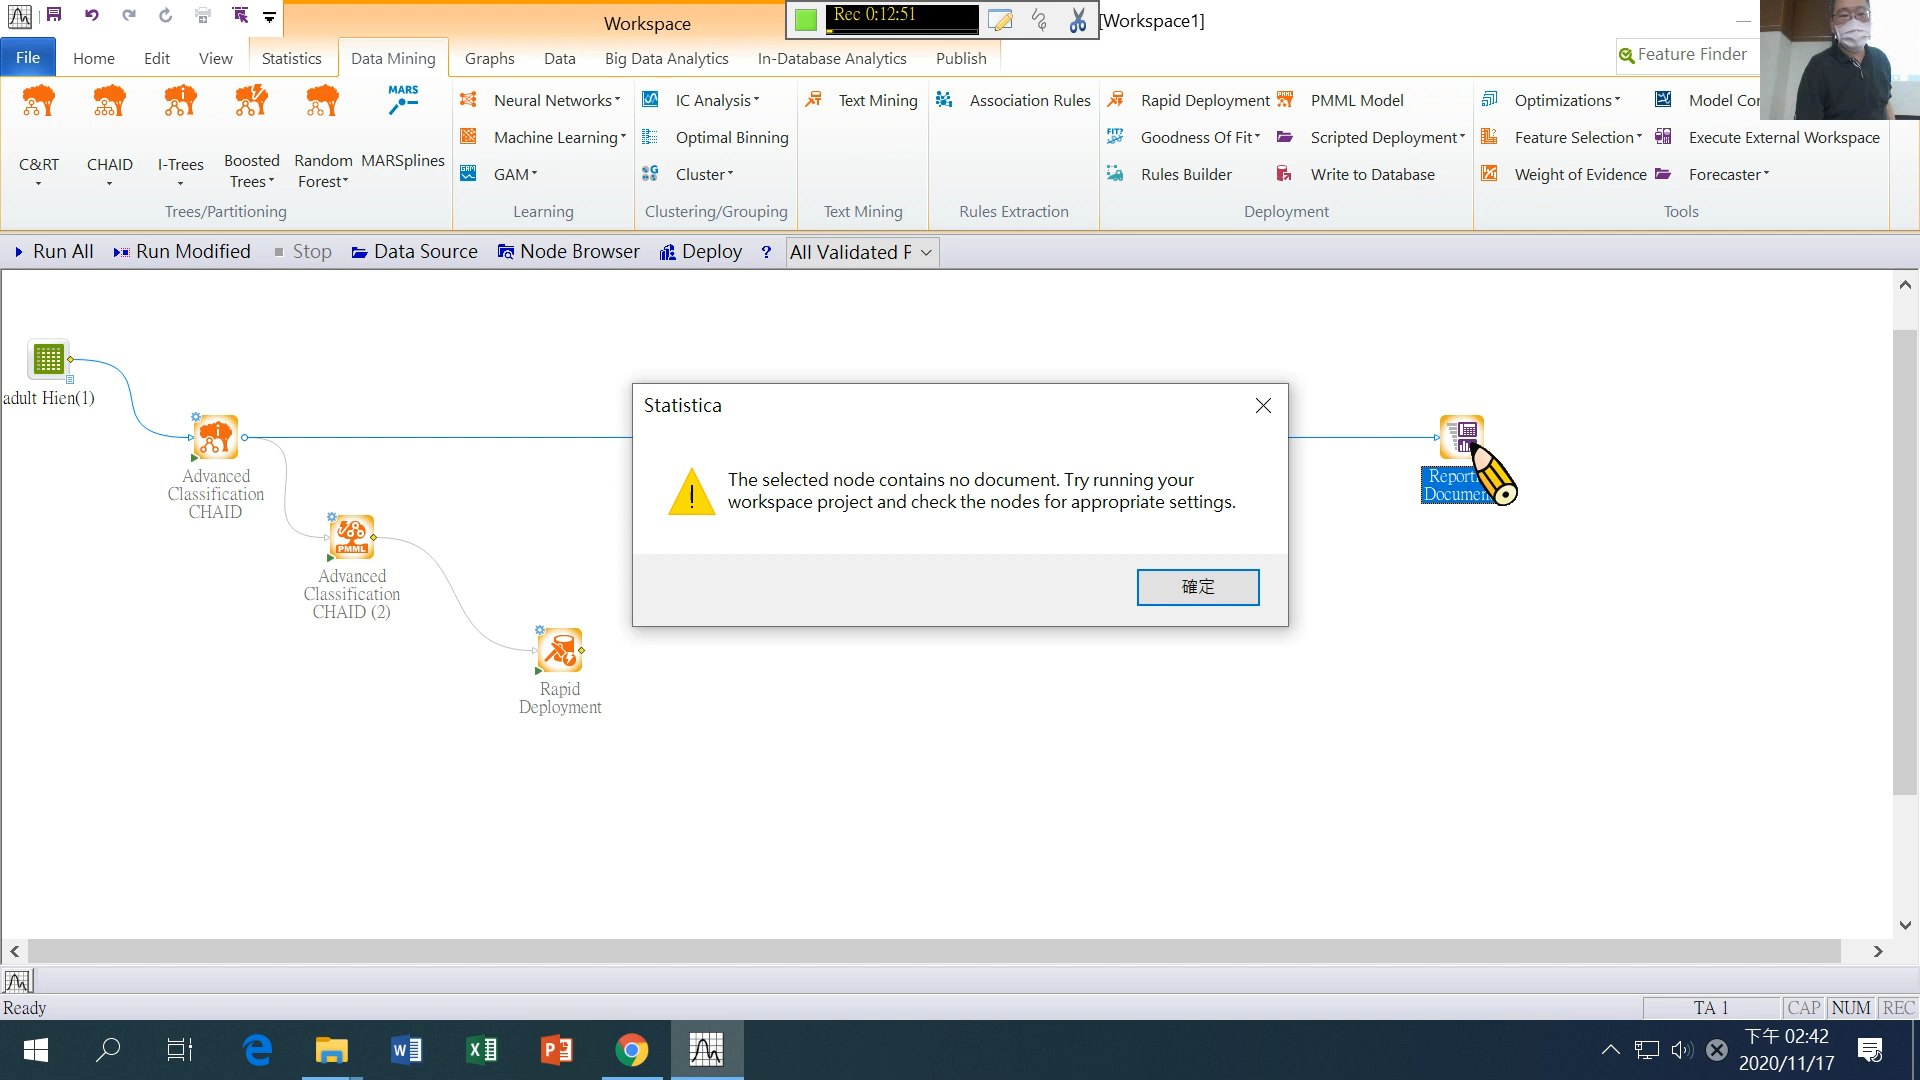 Rec 0:12:51
Workspace
[Workspace1]
File
Home
Edit
View
Statistics
Data Mining
Graphs
Data
Big Data Analytics
In-Database Analytics
Publish
Feature Finder
C&RT
CHAID
I-Trees
Boosted
Trees
Random
Forest
MARS
MARSplines
Trees/Partitioning
Neural Networks
Machine Learning
GAM
Learning
IC Analysis
Optimal Binning
Cluster
Clustering/Grouping
Text Mining
Text Mining
Association Rules
Rules Extraction
Rapid Deployment
PMML Model
FIT?
Goodness Of Fit
Scripted Deployment
Rules Builder
Write to Database
Deployment
Optimizations
Model Cor
Feature Selection
Execute External Workspace
Weight of Evidence
Forecaster
Tools
Run All
Run Modified
Stop
Data Source
Node Browser
Deploy
?
All Validated P
adult Hien(1)
Advanced
Classification
CHAID
PMML
Advanced
Classification
CHAID (2)
Rapid
Deployment
Statistica
The selected node contains no document. Try running your
workspace project and check the nodes for appropriate settings.
確定
Report
Documen
Ready
TA 1
CAP
NUM
REC
下午 02:42
2020/11/17